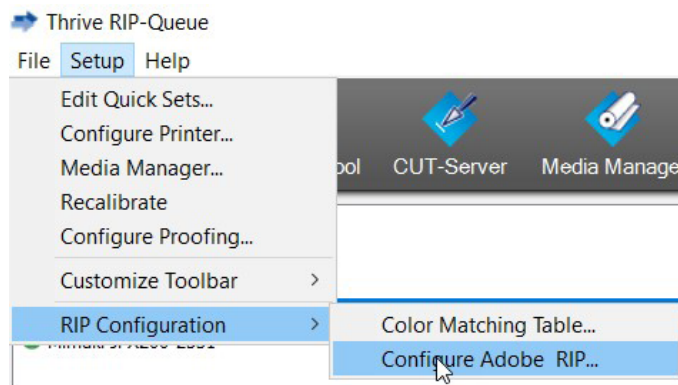 Thrive RIP-Queue
File Setup Help
Edit Quick Sets...
Configure Printer...
Media Manager...
Recalibrate
Configure Proofing...
Customize Toolbar >
RIP Configuration >
ool CUT-Server Media Manage
Color Matching Table...
Configure Adobe RIP...